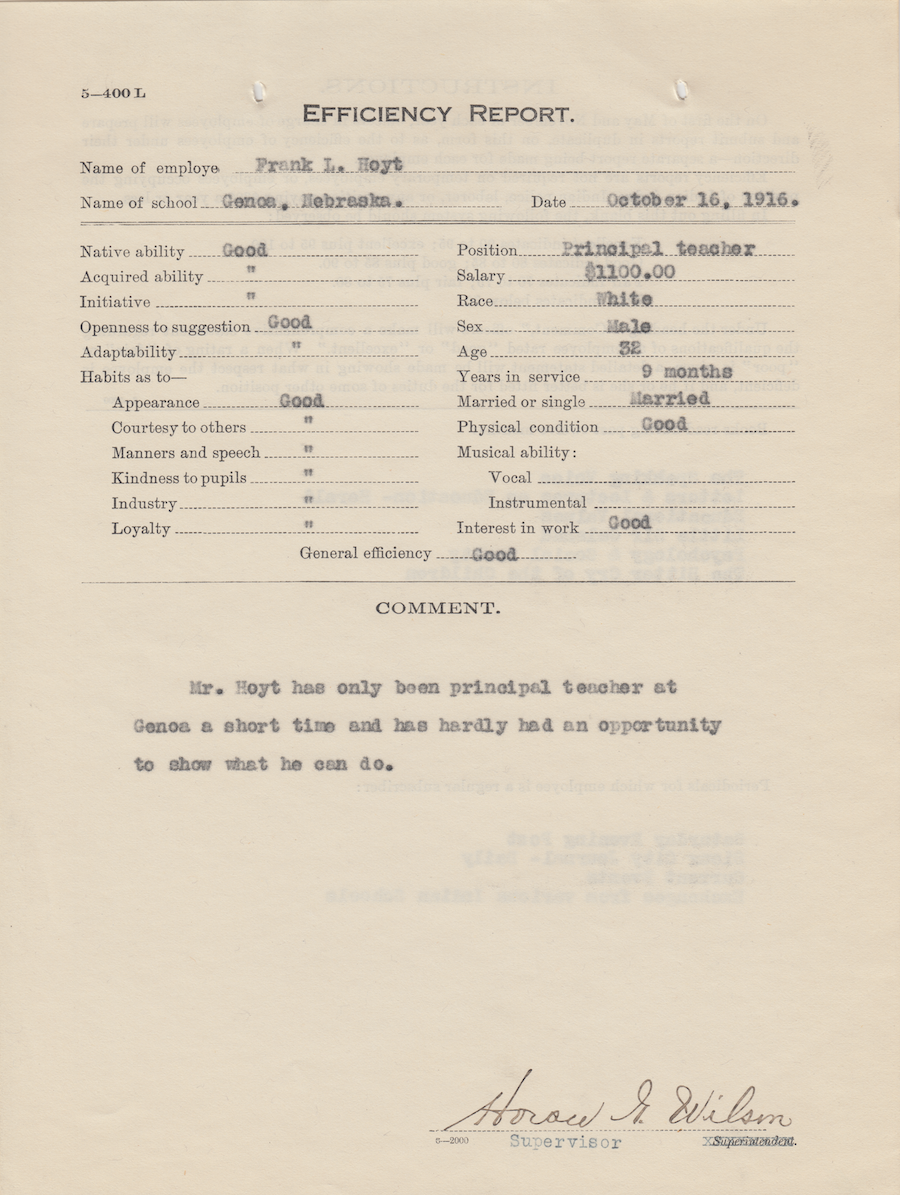 5—400 L
EFFICIENCY REPORT.
Name of employe Frank L. Hoyt
Name of school Genoa, Nebraska. Date October 16, 1916.
Native ability Good Position Principal teacher
Acquired ability " Salary $1100.00
Initiative " Race White
Openness to suggestion Good Sex Male
Adaptability " Age 32
Habits as to— Years in service 9 months
Appearance Good Married or single Married
Courtesy to others " Physical condition Good
Manners and speech " Musical ability:
Kindness to pupils " Vocal
Industry " Instrumental
Loyalty " Interest in work Good
General efficiency Good
COMMENT.
Mr. Hoyt has only been principal teacher at
Genoa a short time and has hardly had an opportunity
to show what he can do.
Horace G. Wilson
5—2000 Supervisor Superintendent.